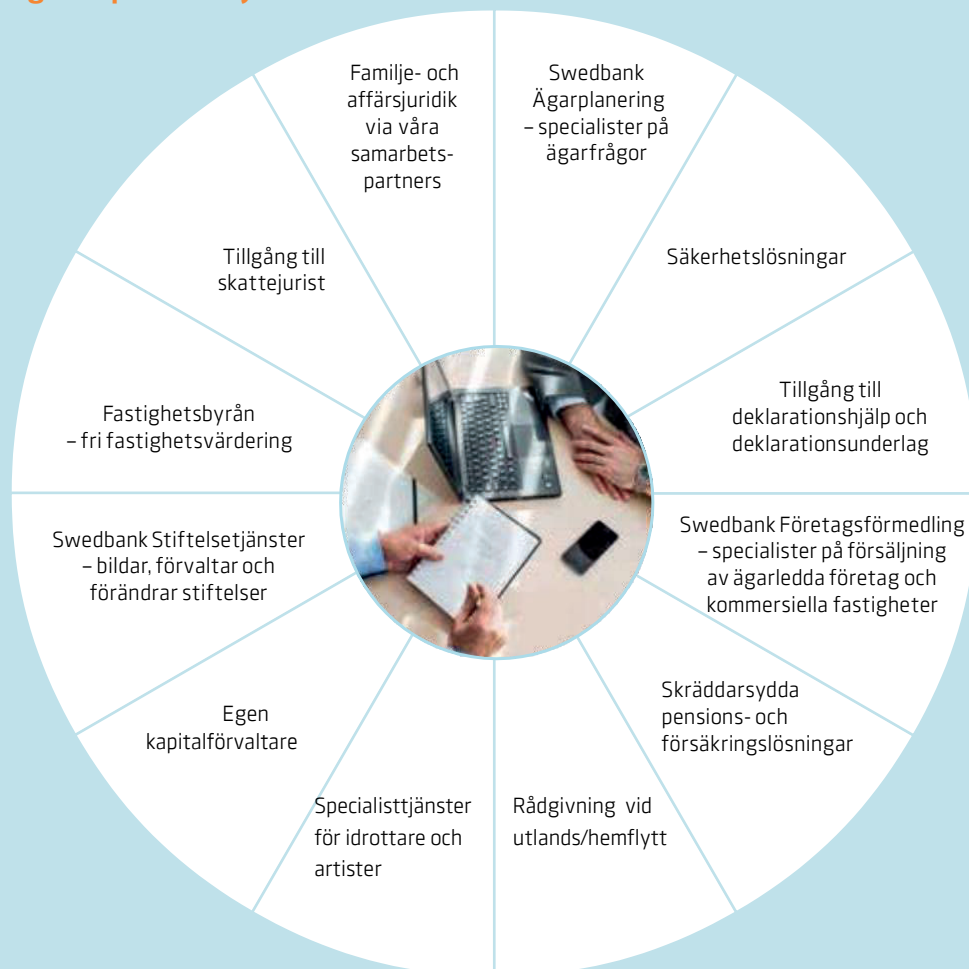 Familje- och
affärsjuridik
via våra
samarbets-
partners
Swedbank
Ägarplanering
– specialister på
ägarfrågor
Säkerhetslösningar
Tillgång till
deklarationshjälp och
deklarationsunderlag
Swedbank Företagsförmedling
– specialister på försäljning
av ägarledda företag och
kommersiella fastigheter
Skräddarsydda
pensions- och
försäkringslösningar
Rådgivning vid
utlands/hemflytt
Specialisttjänster
för idrottare och
artister
Egen
kapitalförvaltare
Swedbank Stiftelsetjänster
– bildar, förvaltar och
förändrar stiftelser
Fastighetsbyrån
– fri fastighetsvärdering
Tillgång till
skattejurist